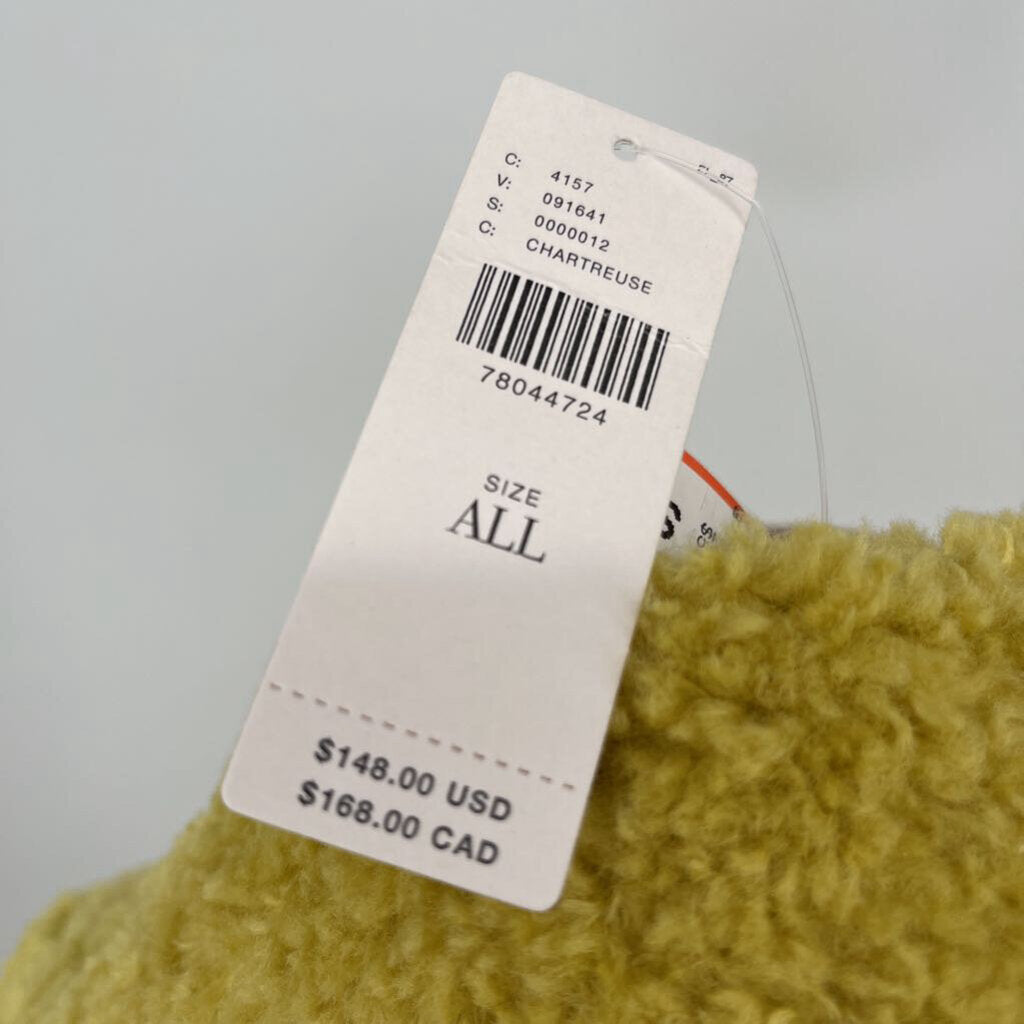 C: 4157
V: 091641
S: 0000012
C: CHARTREUSE
78044724
SIZE
ALL
$148.00 USD
$168.00 CAD
S